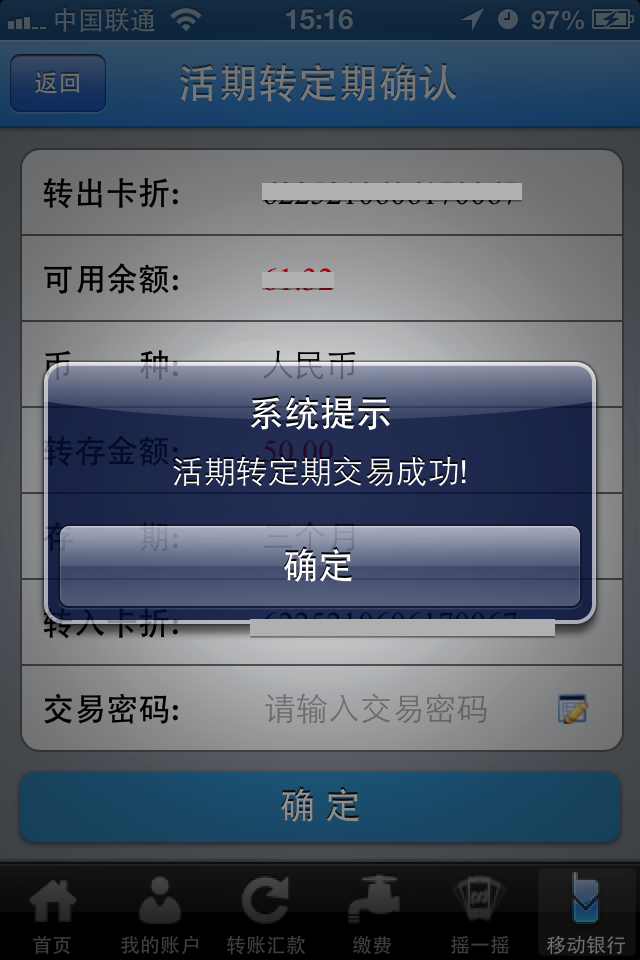 中国联通 15:16 97%
返回 活期转定期确认
转出卡折:
可用余额:
币 种: 人民币
系统提示
转存金额: 50.00
活期转定期交易成功!
存 期: 三个月
确定
转入卡折:
交易密码: 请输入交易密码
确 定
首页 我的账户 转账汇款 缴费 摇一摇 移动银行